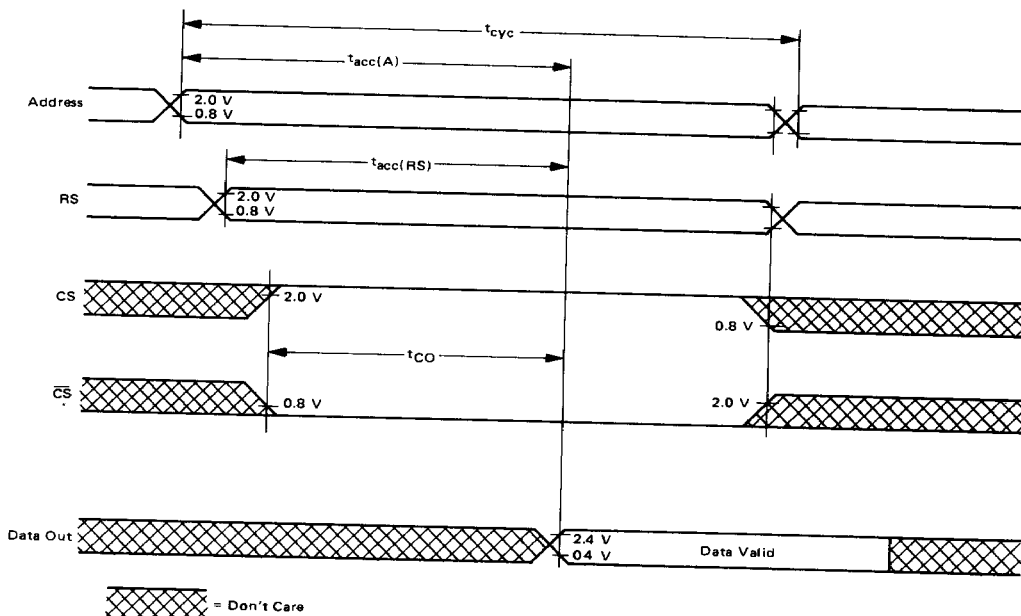 tcyc
tacc(A)
Address
2.0 V
0.8 V
tacc(RS)
RS
2.0 V
0.8 V
CS
2.0 V
0.8 V
tCO
C̅S̅
0.8 V
2.0 V
Data Out
2.4 V
04 V
Data Valid
= Don't Care